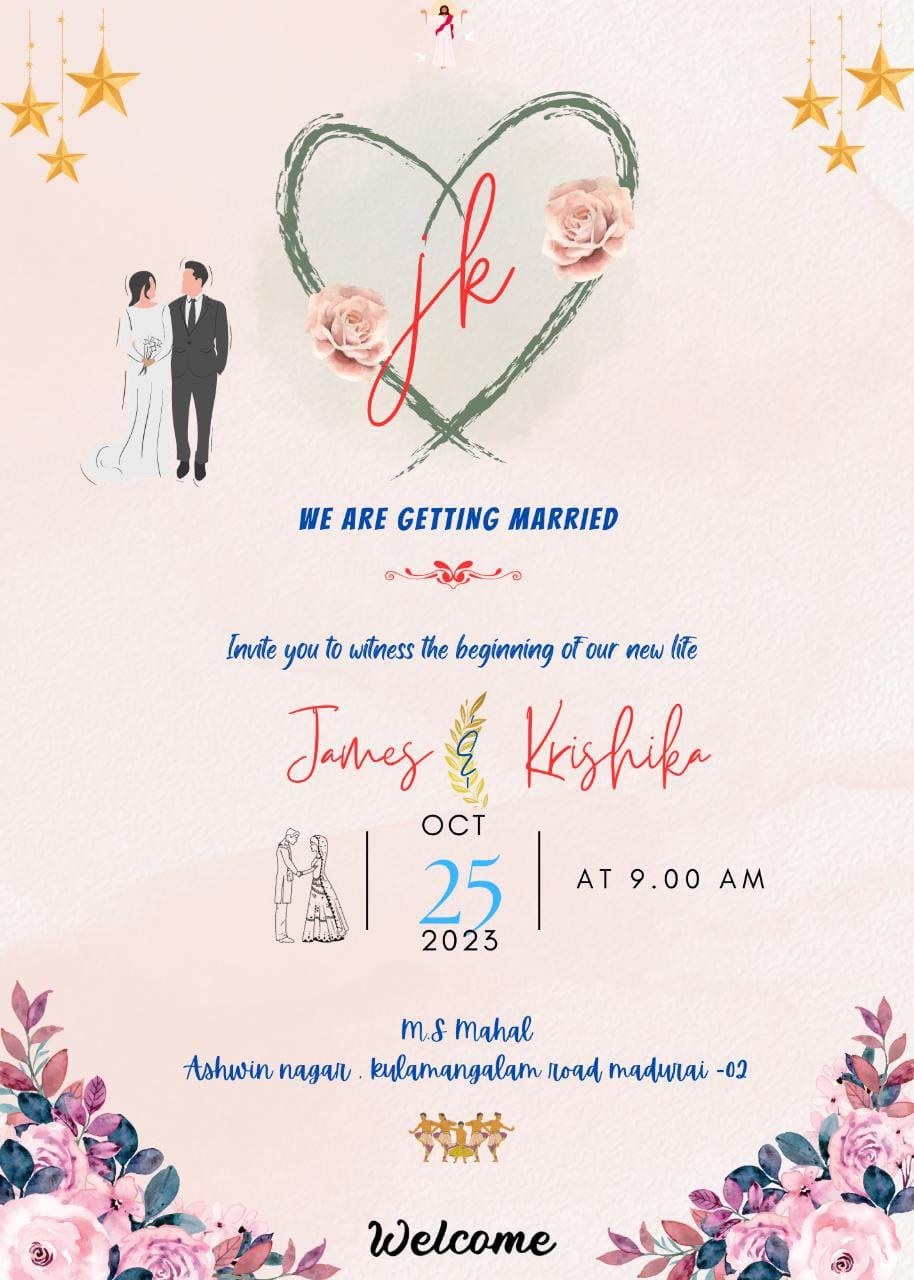 jk
WE ARE GETTING MARRIED
Invite you to witness the beginning of our new life
James & Krishika
OCT
25
2023
AT 9.00 AM
M.S Mahal
Ashwin nagar . kulamangalam road madurai -02
Welcome